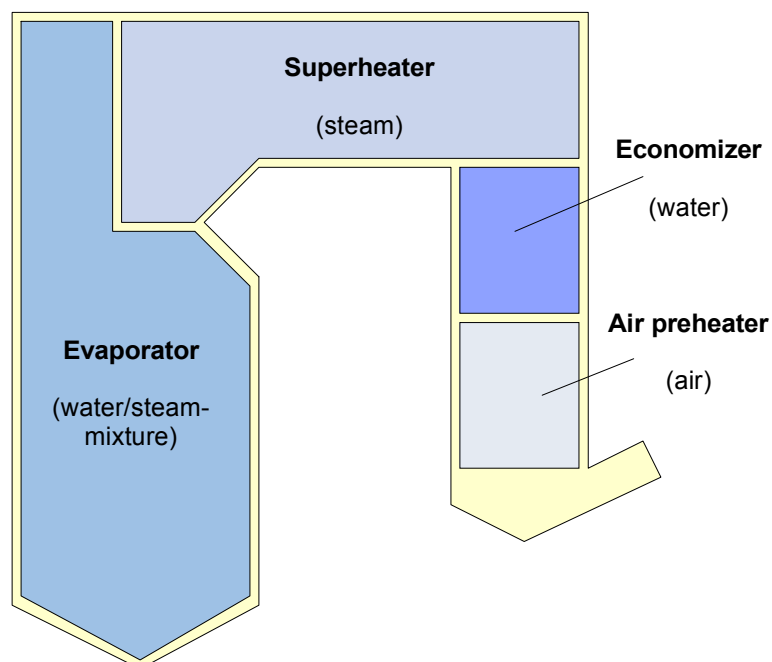 Superheater
(steam)
Economizer
(water)
Air preheater
(air)
Evaporator
(water/steam-
mixture)